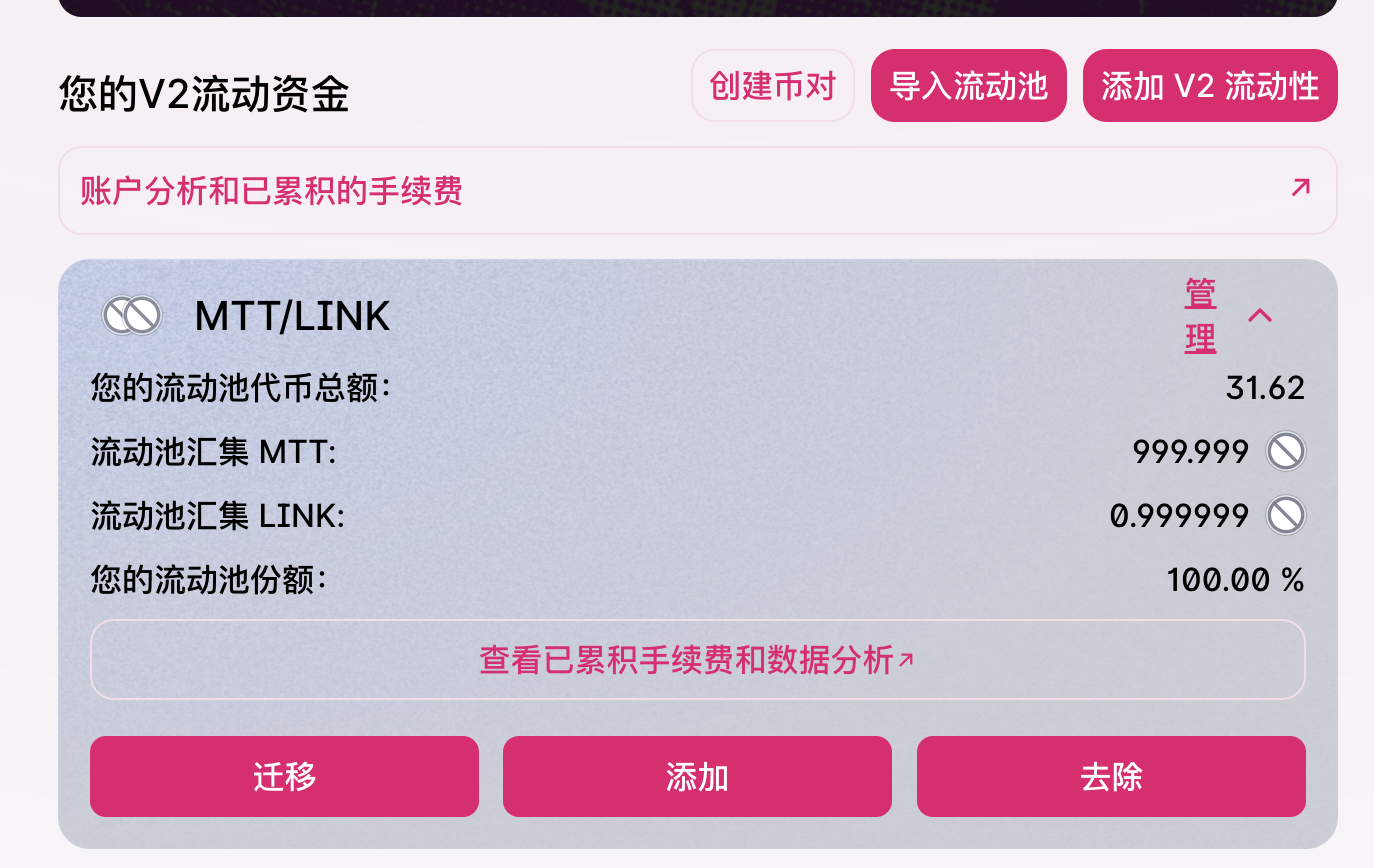 您的V2流动资金
创建币对
导入流动池
添加 V2 流动性
账户分析和已累积的手续费
MTT/LINK
管
理
您的流动池代币总额：
31.62
流动池汇集 MTT:
999.999
流动池汇集 LINK:
0.999999
您的流动池份额：
100.00 %
查看已累积手续费和数据分析↗
迁移
添加
去除